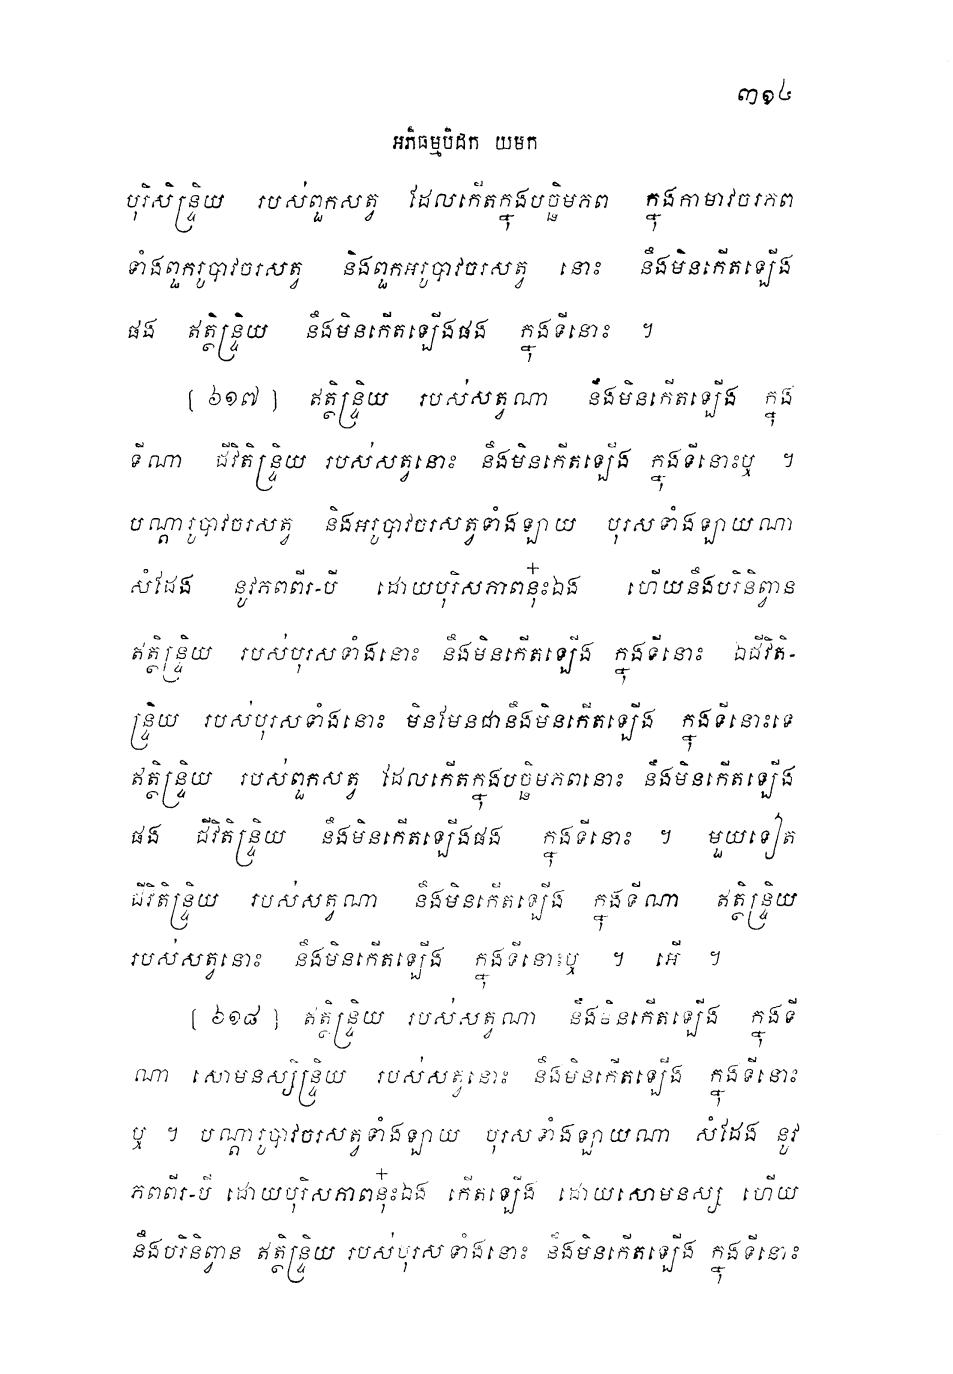 ៣១៤
អភិធម្មបិដក យមក
បុរិសិន្ទ្រិយ របស់ពួកសត្វ ដែលកើតក្នុងបច្ឆិមភព ក្នុងកាមាវចរភព
ទាំងពួករូបាវចរសត្វ និងពួកអរូបាវចរសត្វ នោះ នឹងមិនកើតឡើង
ផង ឥត្ថិន្ទ្រិយ នឹងមិនកើតឡើងផង ក្នុងទីនោះ ។
[ ៦១៧ ] ឥត្ថិន្ទ្រិយ របស់សត្វណា នឹងមិនកើតឡើង ក្នុង
ទីណា ជីវិតិន្ទ្រិយ របស់សត្វនោះ នឹងមិនកើតឡើង ក្នុងទីនោះឬ ។
បណ្ដារូបាវចរសត្វ និងអរូបាវចរសត្វទាំងឡាយ បុរសទាំងឡាយណា
សំដែង នូវភពពីរ-បី ដោយបុរិសភាពនុ៎ះឯង ហើយនឹងបរិនិព្វាន
ឥត្ថិន្ទ្រិយ របស់បុរសទាំងនោះ នឹងមិនកើតឡើង ក្នុងទីនោះ ឯជីវិតិ-
ន្ទ្រិយ របស់បុរសទាំងនោះ មិនមែនជានឹងមិនកើតឡើង ក្នុងទីនោះទេ
ឥត្ថិន្ទ្រិយ របស់ពួកសត្វ ដែលកើតក្នុងបច្ឆិមភពនោះ នឹងមិនកើតឡើង
ផង ជីវិតិន្ទ្រិយ នឹងមិនកើតឡើងផង ក្នុងទីនោះ ។ មួយទៀត
ជីវិតិន្ទ្រិយ របស់សត្វណា នឹងមិនកើតឡើង ក្នុងទីណា ឥត្ថិន្ទ្រិយ
របស់សត្វនោះ នឹងមិនកើតឡើង ក្នុងទីនោះឬ ។ អើ ។
[ ៦១៨ ] ឥត្ថិន្ទ្រិយ របស់សត្វណា នឹងមិនកើតឡើង ក្នុងទី
ណា សោមនស្សិន្ទ្រិយ របស់សត្វនោះ នឹងមិនកើតឡើង ក្នុងទីនោះ
ឬ ។ បណ្ដារូបាវចរសត្វទាំងឡាយ បុរសទាំងឡាយណា សំដែង នូវ
ភពពីរ-បី ដោយបុរិសភាពនុ៎ះឯង កើតឡើង ដោយសោមនស្ស ហើយ
នឹងបរិនិព្វាន ឥត្ថិន្ទ្រិយ របស់បុរសទាំងនោះ នឹងមិនកើតឡើង ក្នុងទីនោះ